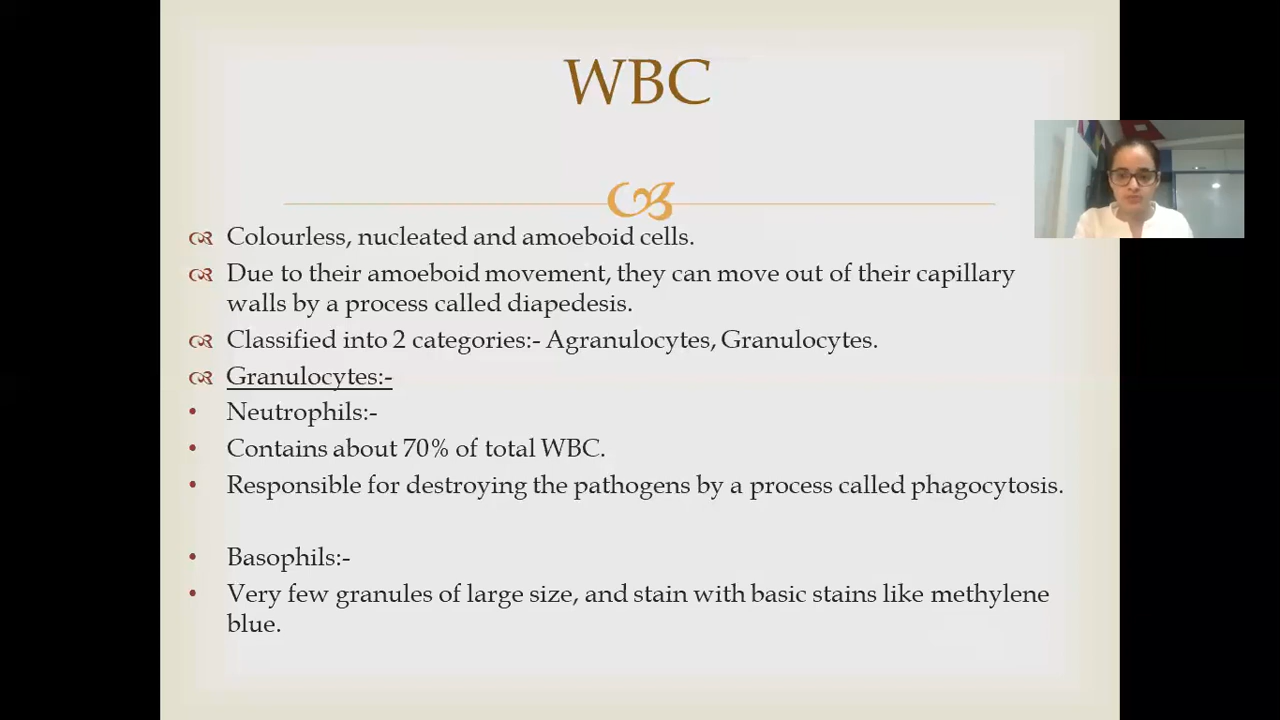 WBC
Colourless, nucleated and amoeboid cells.
Due to their amoeboid movement, they can move out of their capillary
walls by a process called diapedesis.
Classified into 2 categories:- Agranulocytes, Granulocytes.
Granulocytes:-
• Neutrophils:-
• Contains about 70% of total WBC.
• Responsible for destroying the pathogens by a process called phagocytosis.
• Basophils:-
• Very few granules of large size, and stain with basic stains like methylene
blue.